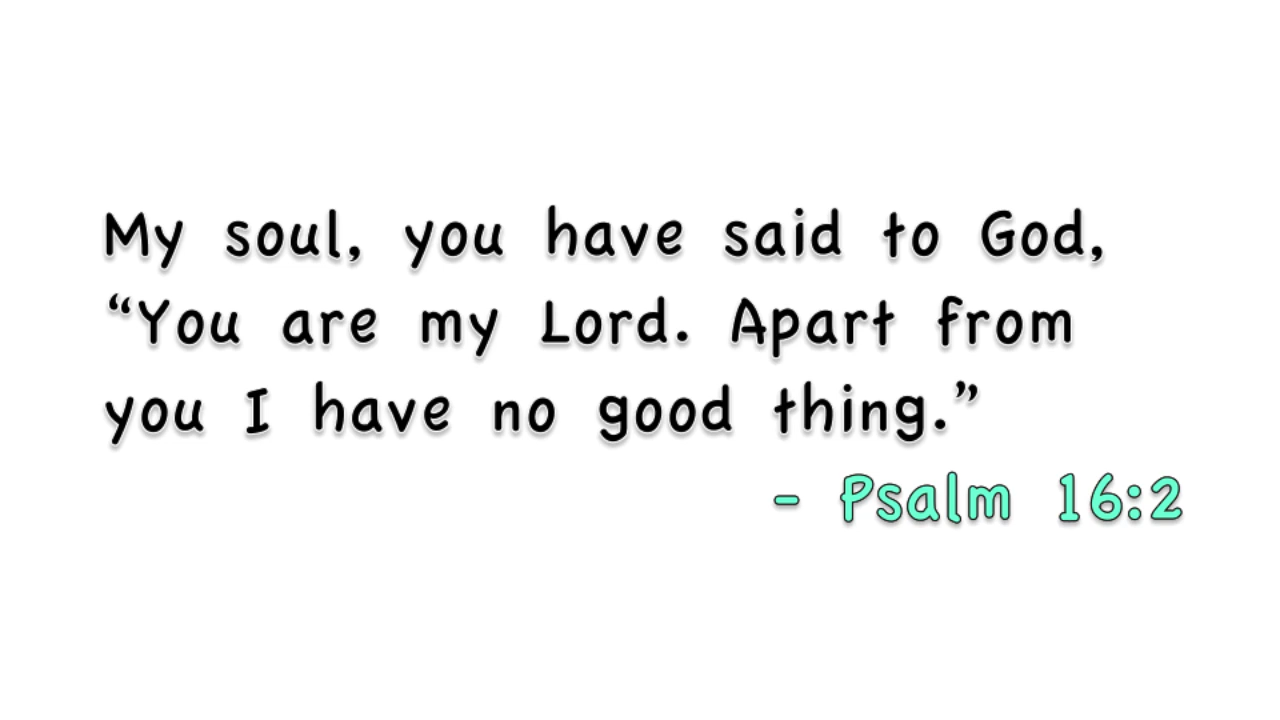 My soul, you have said to God,
“You are my Lord. Apart from
you I have no good thing.”
- Psalm 16:2